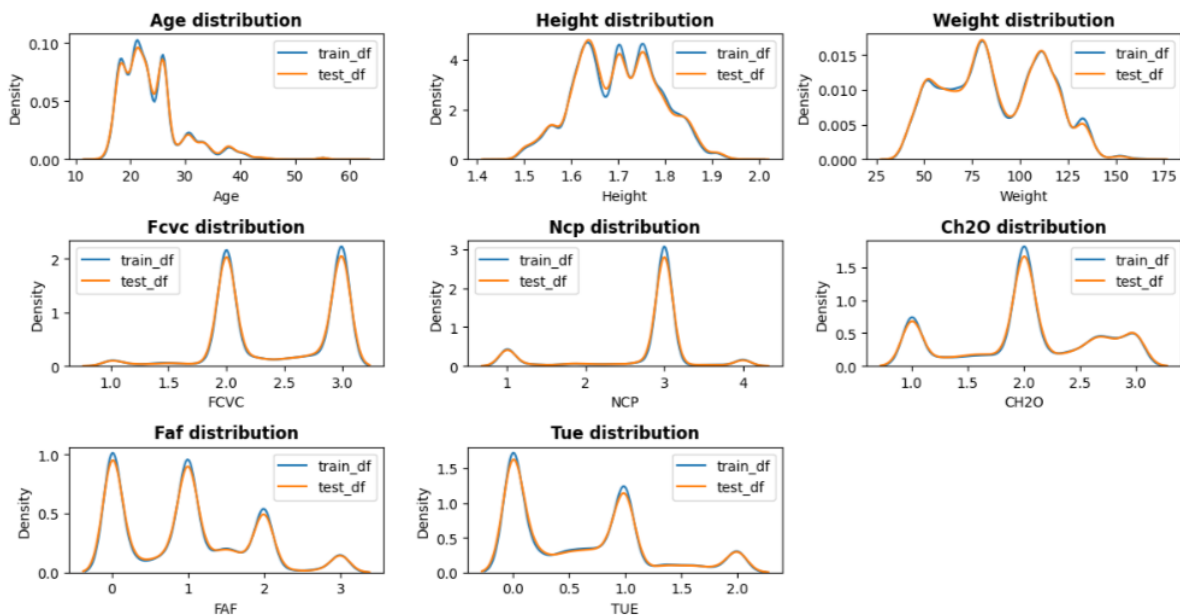 Age distribution
0.10
0.05
0.00
Density
train_df
test_df
10
20
30
40
50
60
Age
Height distribution
4
2
0
Density
train_df
test_df
1.4
1.5
1.6
1.7
1.8
1.9
2.0
Height
Weight distribution
0.015
0.010
0.005
0.000
Density
train_df
test_df
25
50
75
100
125
150
175
Weight
Fcvc distribution
2
1
0
Density
train_df
test_df
1.0
1.5
2.0
2.5
3.0
FCVC
Ncp distribution
3
2
1
0
Density
train_df
test_df
1
2
3
4
NCP
Ch2O distribution
1.5
1.0
0.5
0.0
Density
train_df
test_df
1.0
1.5
2.0
2.5
3.0
CH2O
Faf distribution
1.0
0.5
0.0
Density
train_df
test_df
0
1
2
3
FAF
Tue distribution
1.5
1.0
0.5
0.0
Density
train_df
test_df
0.0
0.5
1.0
1.5
2.0
TUE